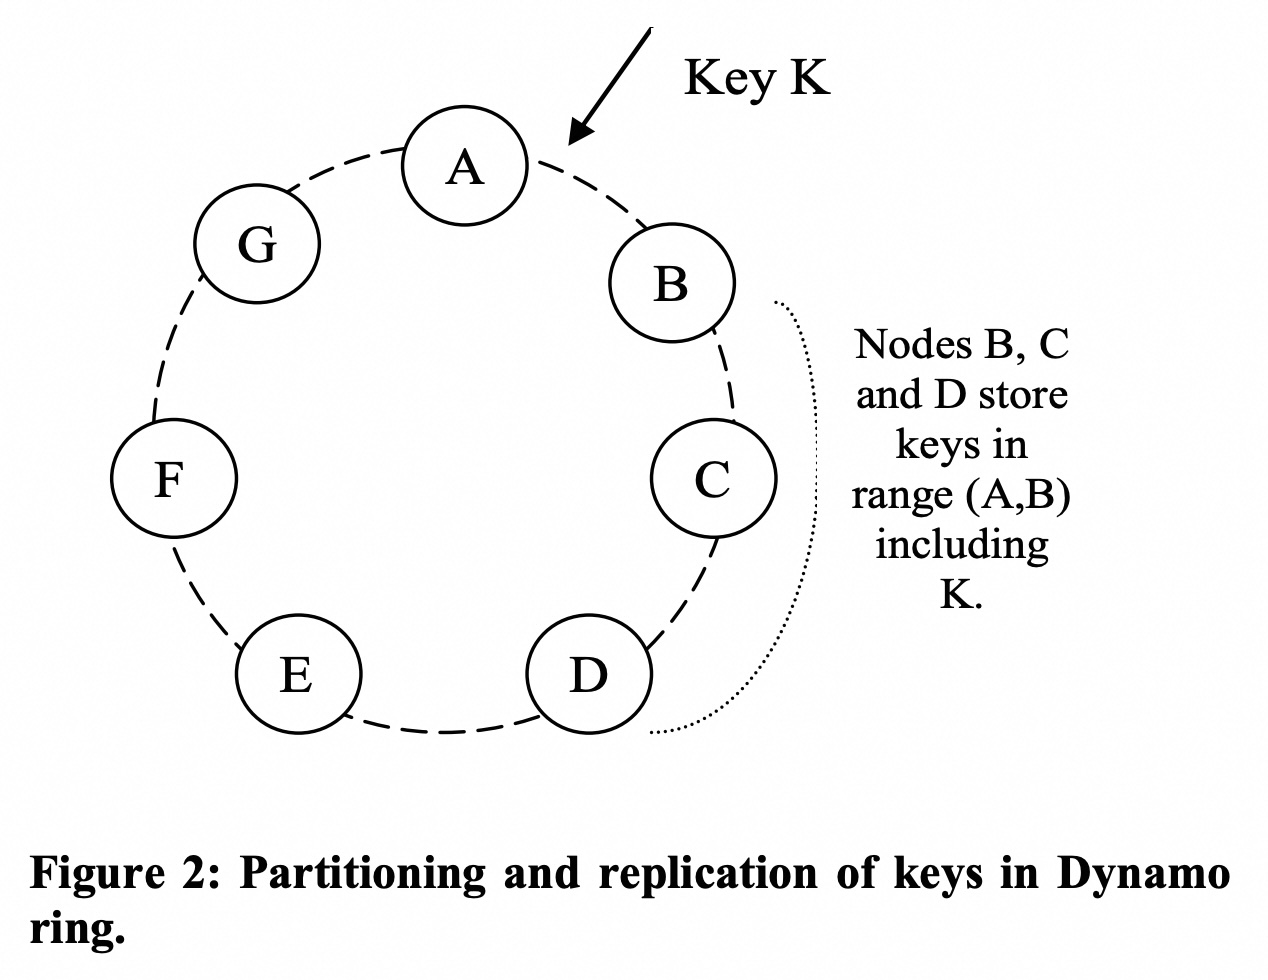 Key K
A
G
B
Nodes B, C
and D store
keys in
range (A,B)
including
K.
F
C
E
D
Figure 2: Partitioning and replication of keys in Dynamo
ring.